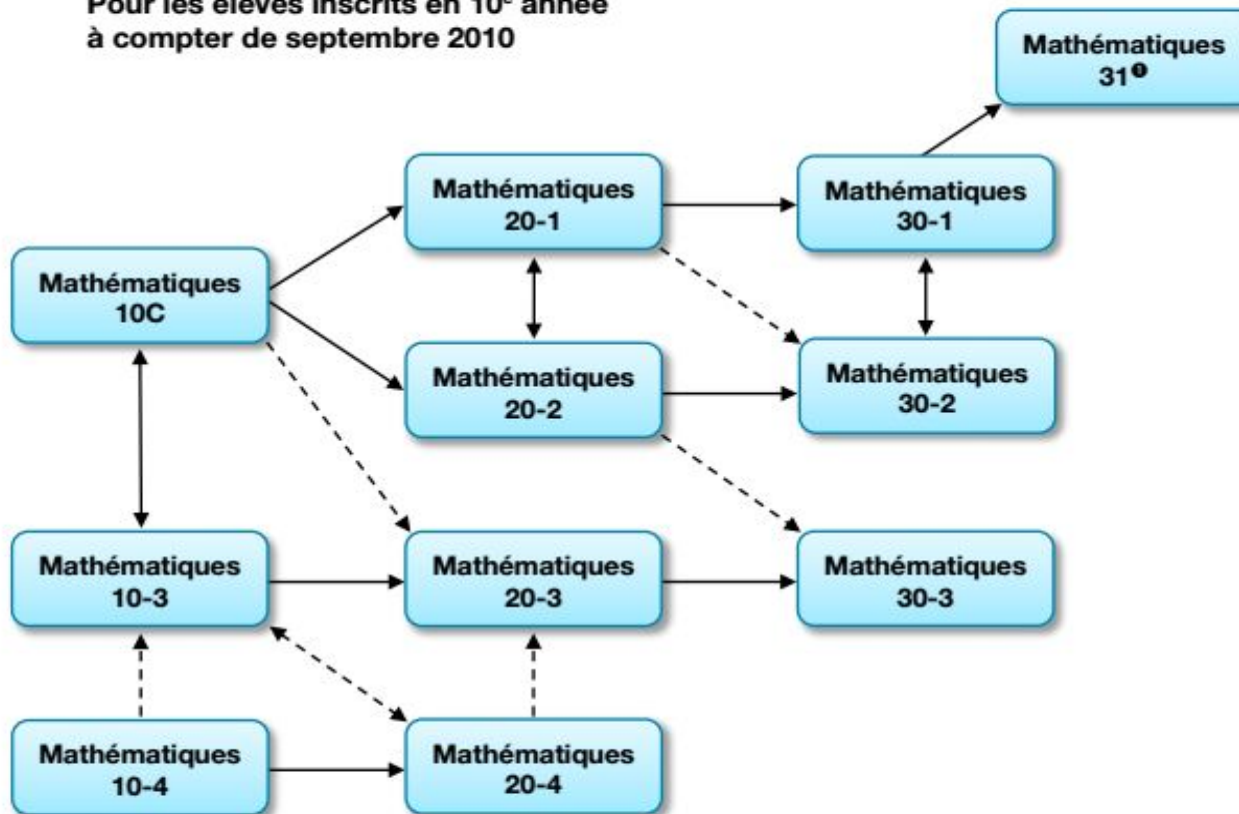 Pour les élèves inscrits en 10e année
à compter de septembre 2010
Mathématiques
31❶
Mathématiques
20-1
Mathématiques
30-1
Mathématiques
10C
Mathématiques
20-2
Mathématiques
30-2
Mathématiques
10-3
Mathématiques
20-3
Mathématiques
30-3
Mathématiques
10-4
Mathématiques
20-4